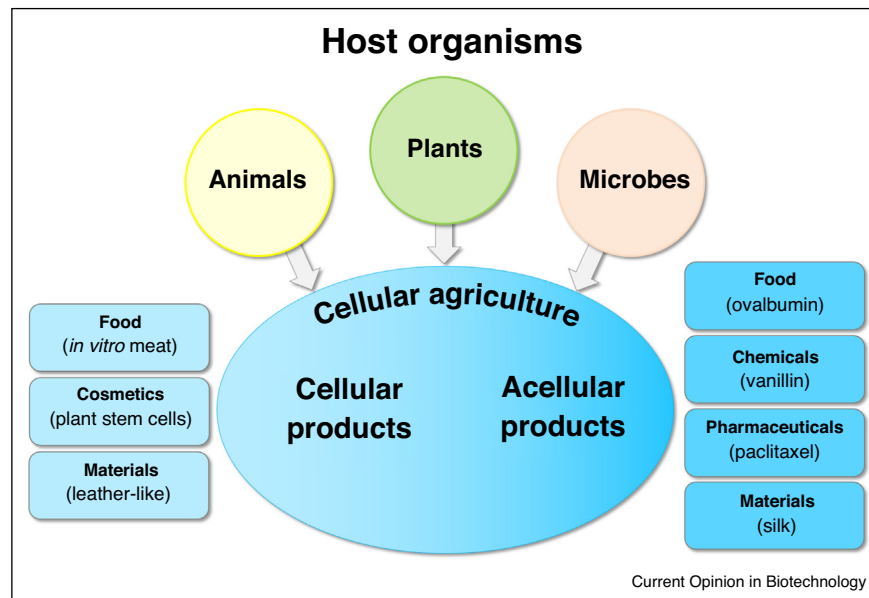 Host organisms
Animals
Plants
Microbes
Cellular agriculture
Cellular
products
Acellular
products
Food
(in vitro meat)
Cosmetics
(plant stem cells)
Materials
(leather-like)
Food
(ovalbumin)
Chemicals
(vanillin)
Pharmaceuticals
(paclitaxel)
Materials
(silk)
Current Opinion in Biotechnology